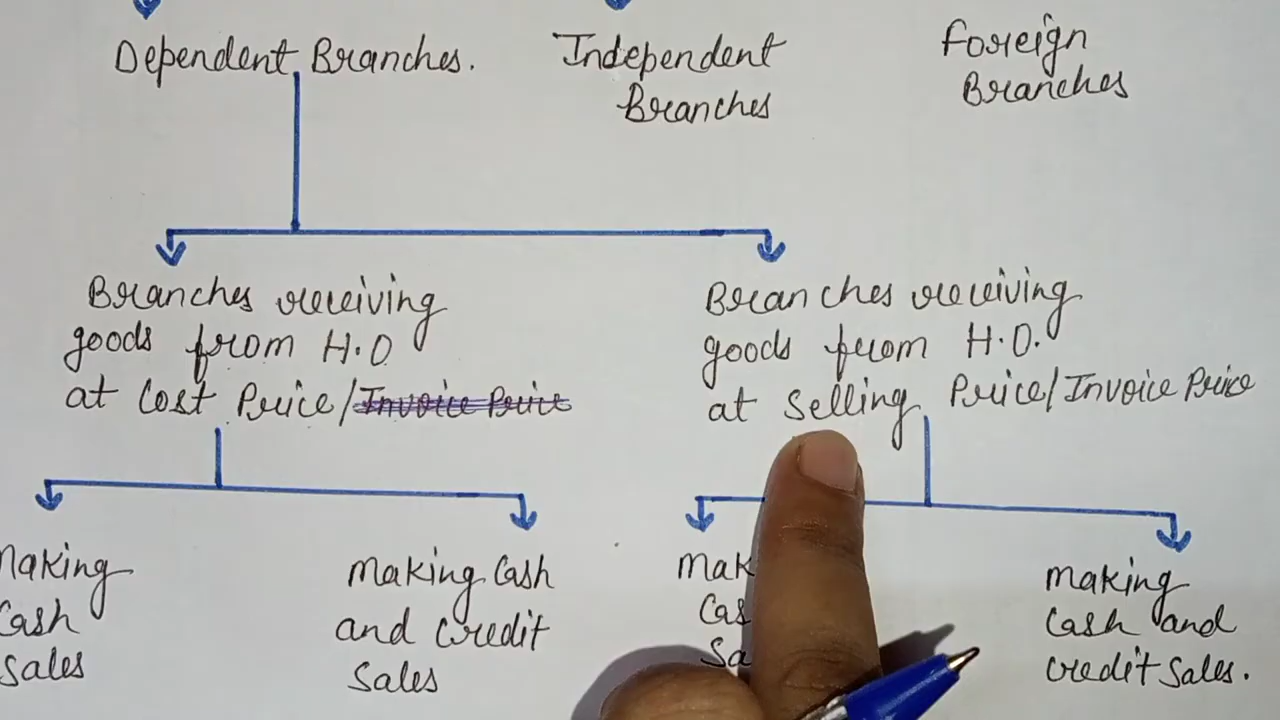 Dependent Branches.
Independent
Branches
Foreign
Branches
Branches receiving
goods from H.O
at Cost Price/Invoice Price
Branches receiving
goods from H.O.
at Selling Price/Invoice Price
Making
Cash
Sales
Making Cash
and Credit
Sales
Mak
Cas
Sa
Making
Cash and
Credit Sales.